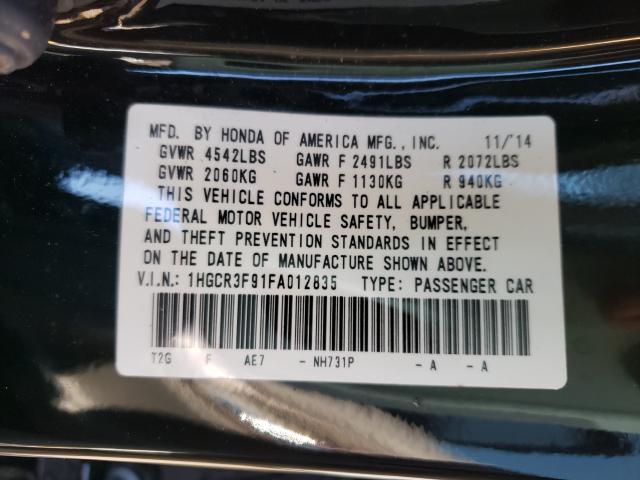 MFD. BY HONDA OF AMERICA MFG., INC. 11/'14
GVWR 4542LBS GAWR F 2491LBS R 2072LBS
GVWR 2060KG GAWR F 1130KG R 940KG
THIS VEHICLE CONFORMS TO ALL APPLICABLE
FEDERAL MOTOR VEHICLE SAFETY, BUMPER,
AND THEFT PREVENTION STANDARDS IN EFFECT
ON THE DATE OF MANUFACTURE SHOWN ABOVE.
V.I.N.: 1HGCR3F91FA012835 TYPE: PASSENGER CAR
T2G F AE7 - NH731P - A - A